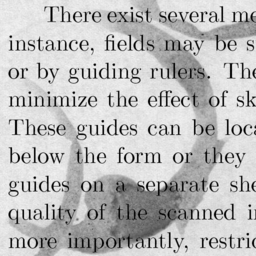 There exist several me
instance, fields may be s
or by guiding rulers. The
minimize the effect of sk
These guides can be loca
below the form or they
guides on a separate she
quality of the scanned i
more importantly, restric